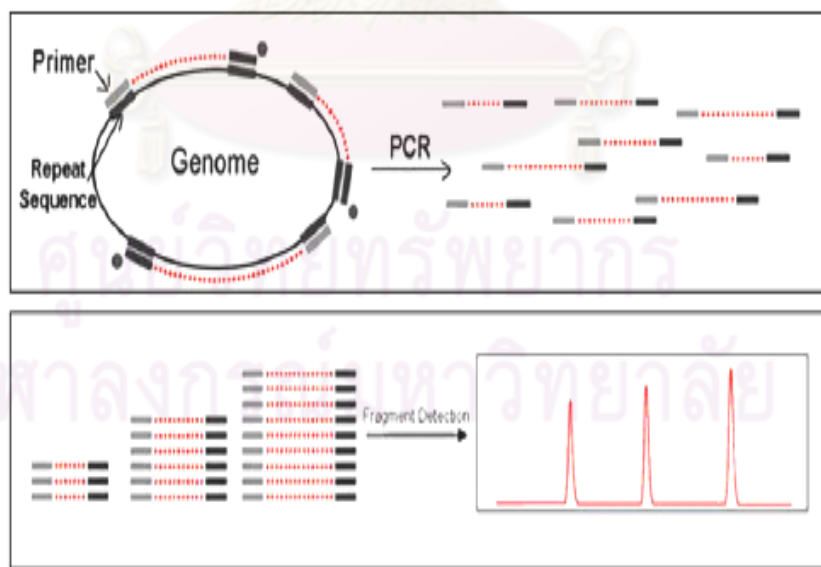 Primer
Repeat
Sequence
Genome
PCR
ศูนย์วิทยทรัพยากร
Fragment Detection
ฬาลงกรณ์มหาวิทยาลัย